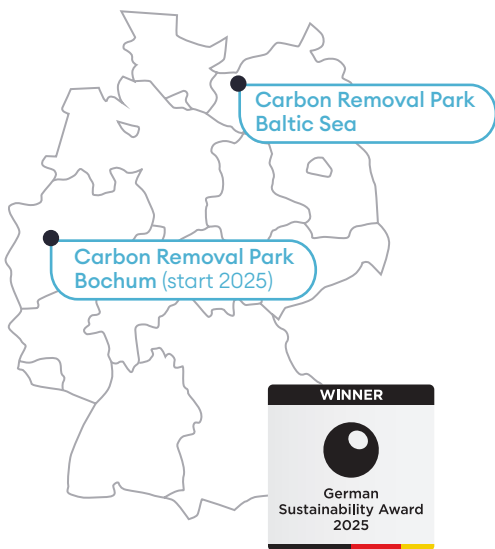 Carbon Removal Park
Baltic Sea
Carbon Removal Park
Bochum (start 2025)
WINNER
German
Sustainability Award
2025